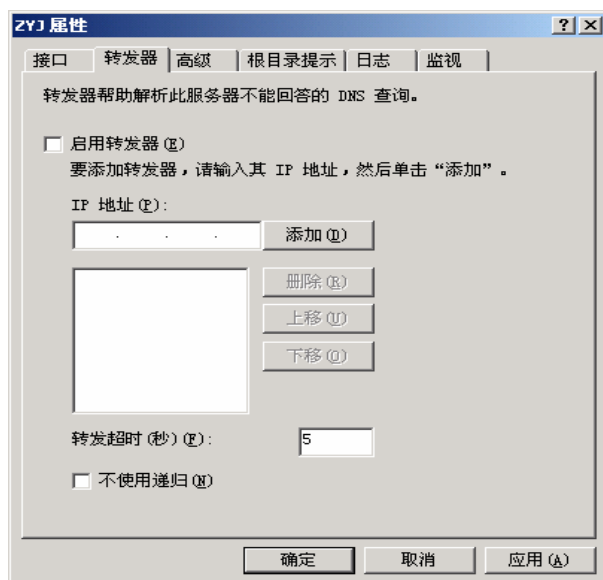 ZYJ 属性
接口 转发器 高级 根目录提示 日志 监视
转发器帮助解析此服务器不能回答的 DNS 查询。
启用转发器(E)
要添加转发器，请输入其 IP 地址，然后单击“添加”。
IP 地址(P):
. . . 添加(D)
删除(R)
上移(U)
下移(O)
转发超时(秒)(F): 5
不使用递归(N)
确定 取消 应用(A)